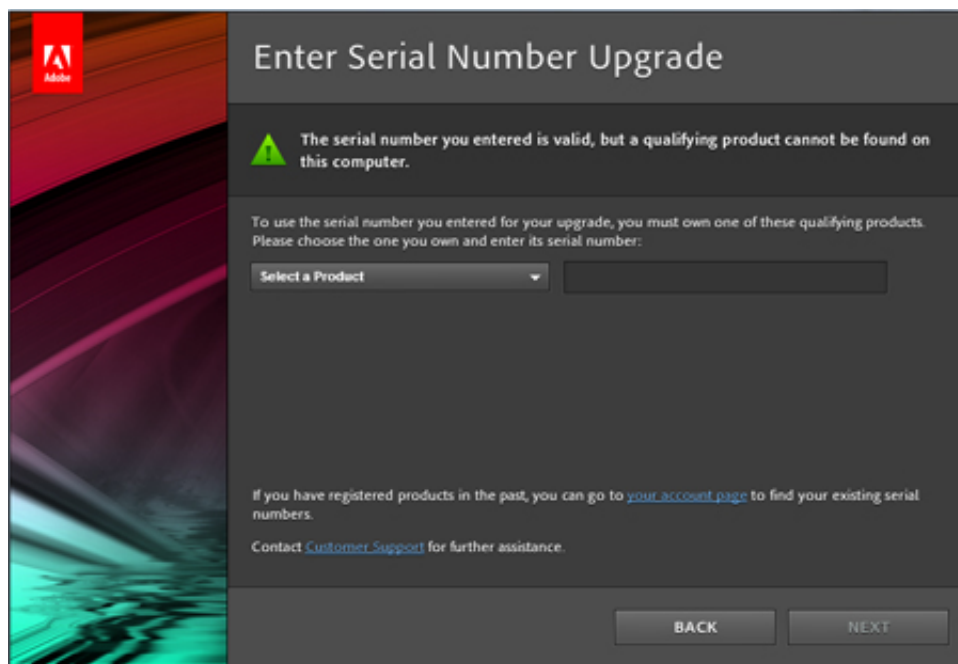 Adobe
Enter Serial Number Upgrade
The serial number you entered is valid, but a qualifying product cannot be found on
this computer.
To use the serial number you entered for your upgrade, you must own one of these qualifying products.
Please choose the one you own and enter its serial number:
Select a Product
If you have registered products in the past, you can go to your account page to find your existing serial
numbers.
Contact Customer Support for further assistance.
BACK
NEXT